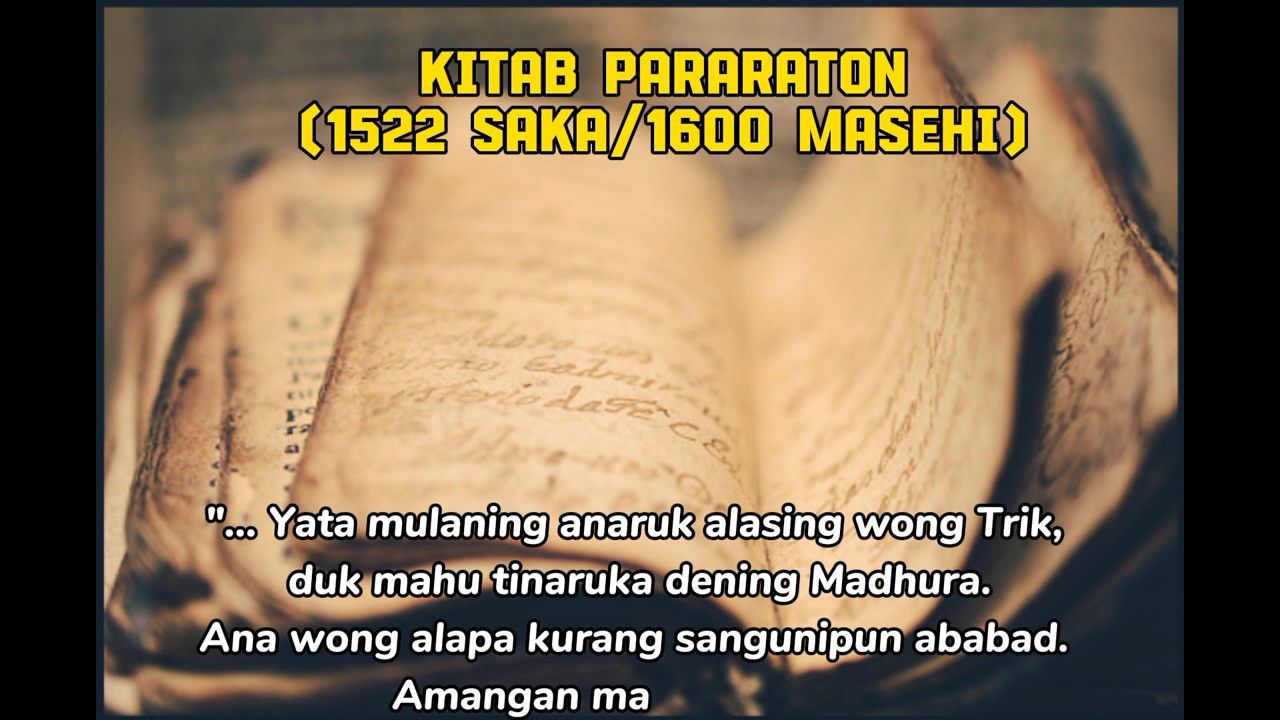 KITAB PARARATON
(1522 SAKA/1600 MASEHI)
"... Yata mulaning anaruk alasing wong Trik,
duk mahu tinaruka dening Madhura.
Ana wong alapa kurang sangunipun ababad.
Amangan ma